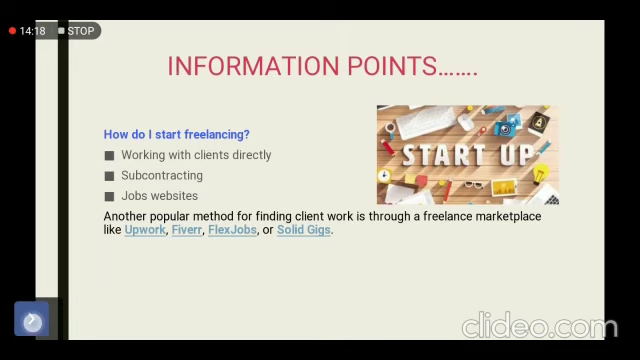 14:18 STOP
INFORMATION POINTS…….
How do I start freelancing?
Working with clients directly
Subcontracting
Jobs websites
START UP
Another popular method for finding client work is through a freelance marketplace
like Upwork, Fiverr, FlexJobs, or Solid Gigs.
clideo.com